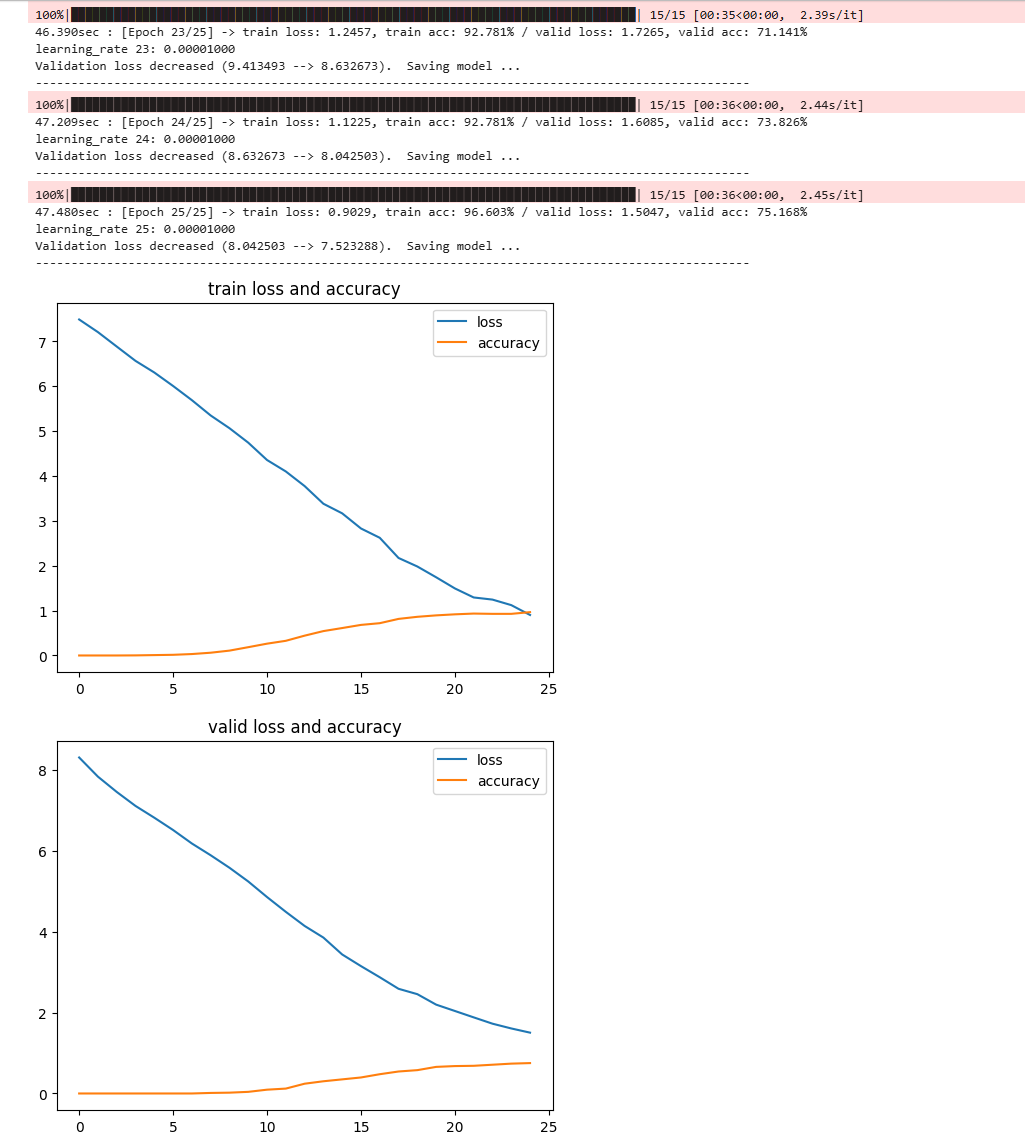 100%|██████████| 15/15 [00:35<00:00,  2.39s/it]
46.390sec : [Epoch 23/25] -> train loss: 1.2457, train acc: 92.781% / valid loss: 1.7265, valid acc: 71.141%
learning_rate 23: 0.00001000
Validation loss decreased (9.413493 --> 8.632673).  Saving model ...
----------------------------------------------------------------------------------------------------
100%|██████████| 15/15 [00:36<00:00,  2.44s/it]
47.209sec : [Epoch 24/25] -> train loss: 1.1225, train acc: 92.781% / valid loss: 1.6085, valid acc: 73.826%
learning_rate 24: 0.00001000
Validation loss decreased (8.632673 --> 8.042503).  Saving model ...
----------------------------------------------------------------------------------------------------
100%|██████████| 15/15 [00:36<00:00,  2.45s/it]
47.480sec : [Epoch 25/25] -> train loss: 0.9029, train acc: 96.603% / valid loss: 1.5047, valid acc: 75.168%
learning_rate 25: 0.00001000
Validation loss decreased (8.042503 --> 7.523288).  Saving model ...
----------------------------------------------------------------------------------------------------
train loss and accuracy
loss
accuracy
7
6
5
4
3
2
1
0
0 5 10 15 20 25
valid loss and accuracy
loss
accuracy
8
6
4
2
0
0 5 10 15 20 25